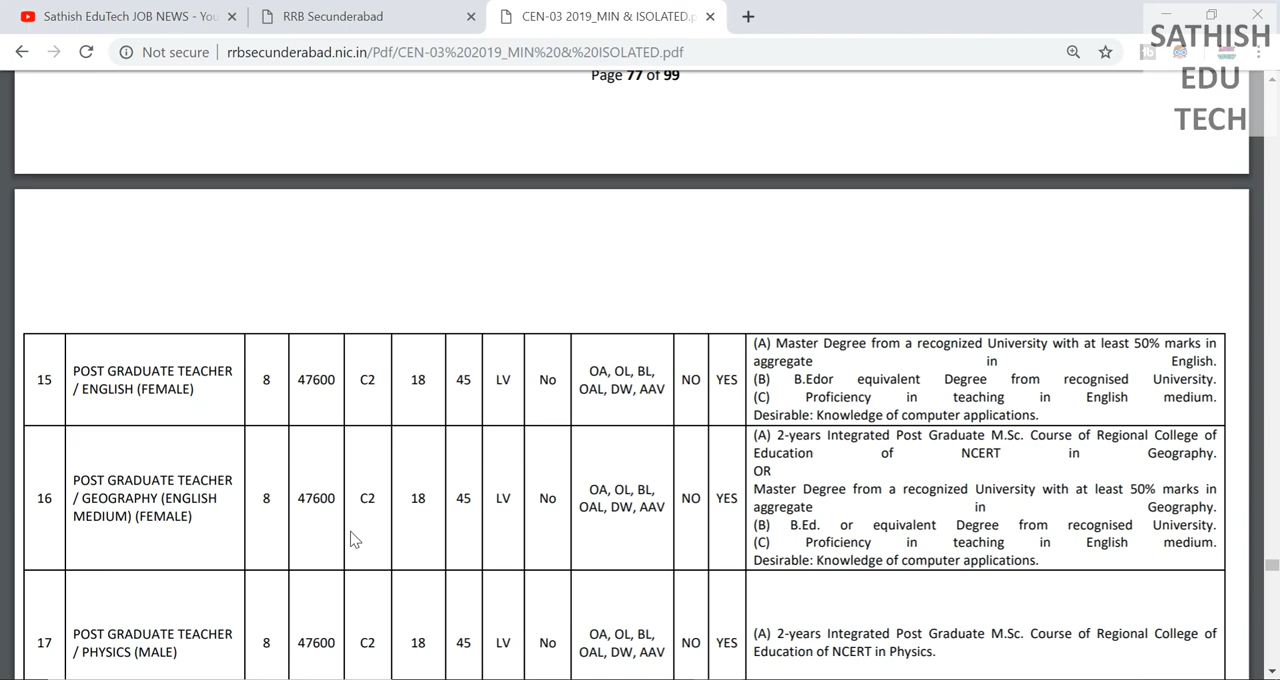 Sathish EduTech JOB NEWS - You
RRB Secunderabad
CEN-03 2019_MIN & ISOLATED.p
Not secure
rrbsecunderabad.nic.in/Pdf/CEN-03%202019_MIN%20&%20ISOLATED.pdf
SATHISH
EDU
TECH
Page 77 of 99
15
POST GRADUATE TEACHER
/ ENGLISH (FEMALE)
8
47600
C2
18
45
LV
No
OA, OL, BL,
OAL, DW, AAV
NO
YES
(A) Master Degree from a recognized University with at least 50% marks in
aggregate in English.
(B) B.Edor equivalent Degree from recognised University.
(C) Proficiency in teaching in English medium.
Desirable: Knowledge of computer applications.
16
POST GRADUATE TEACHER
/ GEOGRAPHY (ENGLISH
MEDIUM) (FEMALE)
8
47600
C2
18
45
LV
No
OA, OL, BL,
OAL, DW, AAV
NO
YES
(A) 2-years Integrated Post Graduate M.Sc. Course of Regional College of
Education of NCERT in Geography.
OR
Master Degree from a recognized University with at least 50% marks in
aggregate in Geography.
(B) B.Ed. or equivalent Degree from recognised University.
(C) Proficiency in teaching in English medium.
Desirable: Knowledge of computer applications.
17
POST GRADUATE TEACHER
/ PHYSICS (MALE)
8
47600
C2
18
45
LV
No
OA, OL, BL,
OAL, DW, AAV
NO
YES
(A) 2-years Integrated Post Graduate M.Sc. Course of Regional College of
Education of NCERT in Physics.